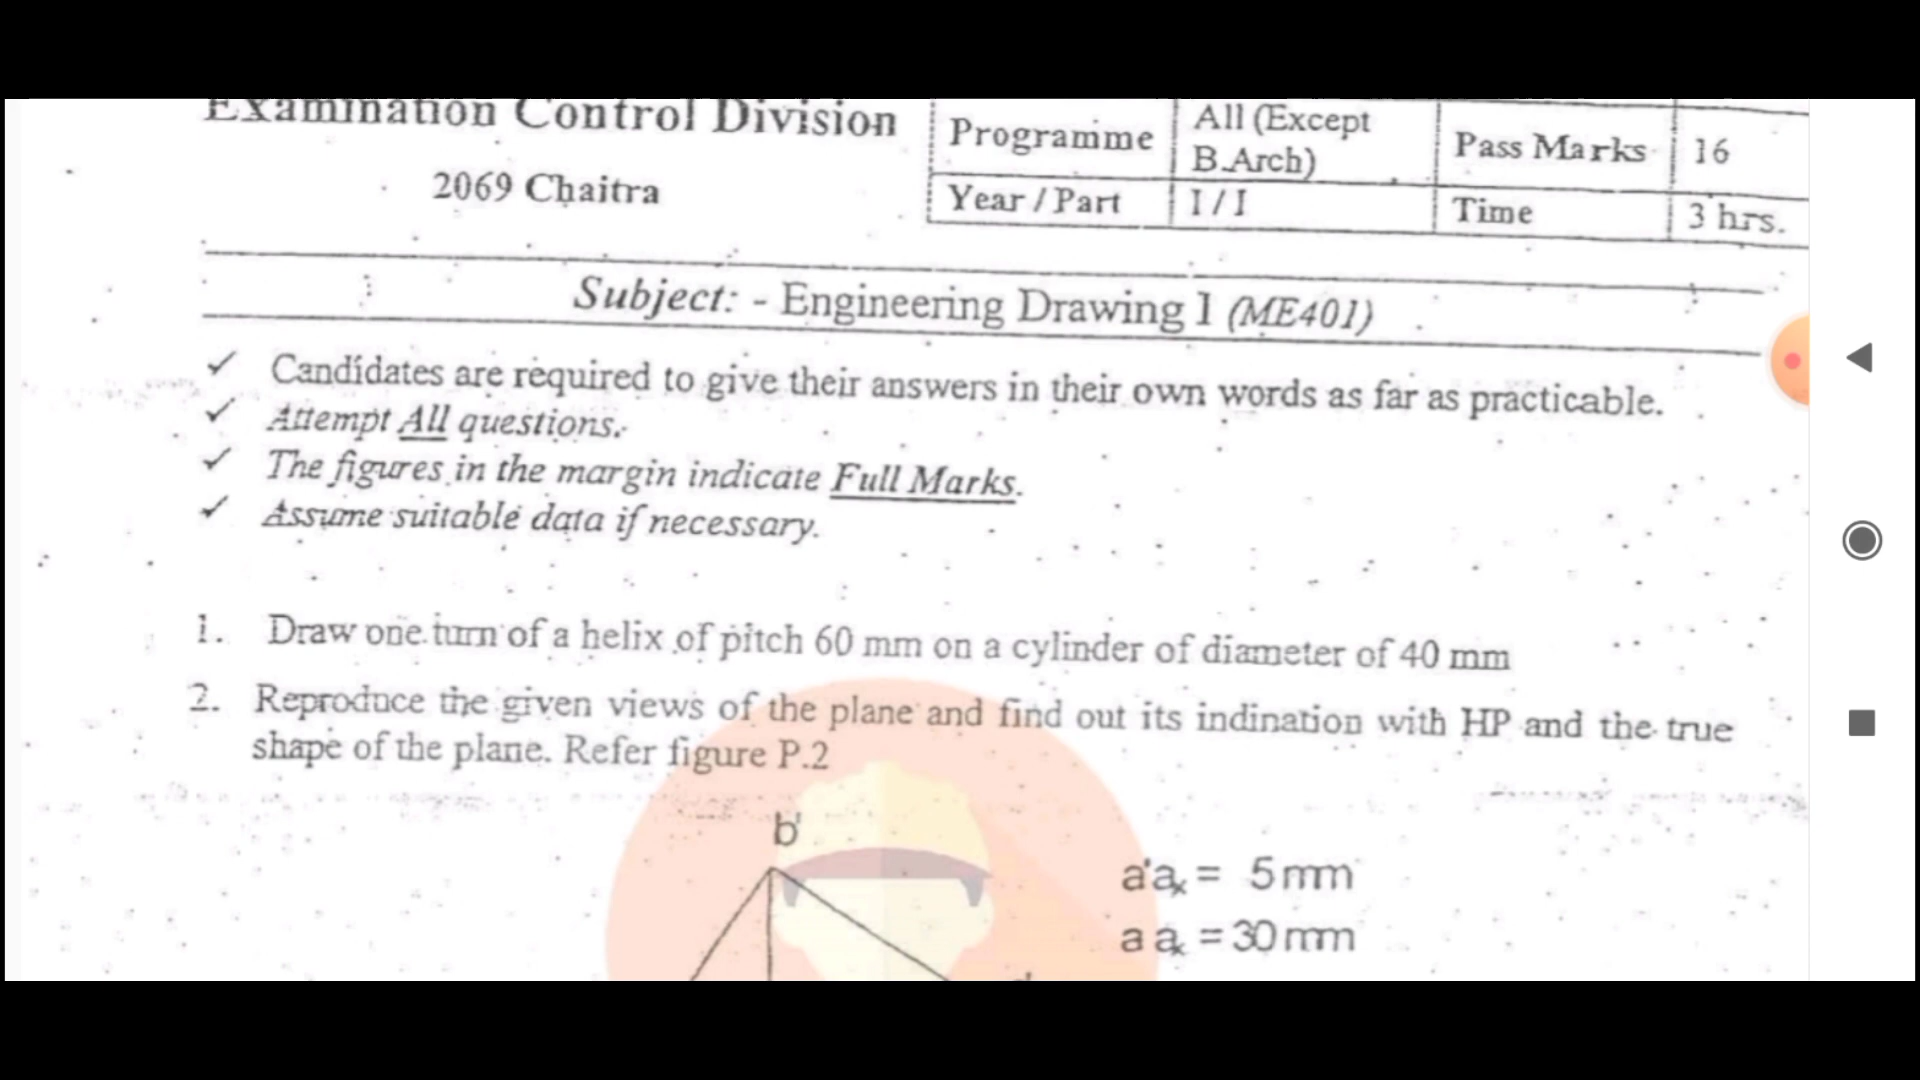 Examination Control Division
2069 Chaitra
Programme All (Except B.Arch) Pass Marks 16
Year / Part I / I Time 3 hrs.
Subject: - Engineering Drawing I (ME401)
✓ Candidates are required to give their answers in their own words as far as practicable.
✓ Attempt All questions.
✓ The figures in the margin indicate Full Marks.
✓ Assume suitable data if necessary.
1. Draw one turn of a helix of pitch 60 mm on a cylinder of diameter of 40 mm
2. Reproduce the given views of the plane and find out its indination with HP and the true
shape of the plane. Refer figure P.2
b'
a'aₓ = 5mm
a aₓ = 30mm